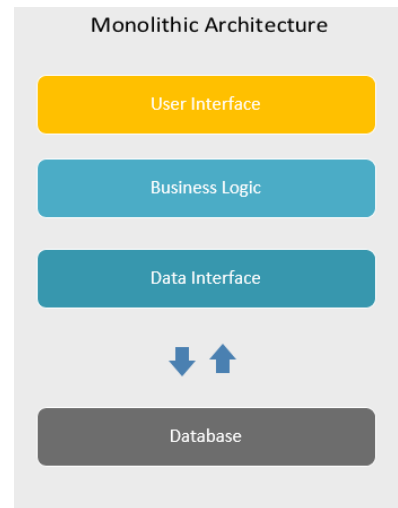 Monolithic Architecture
User Interface
Business Logic
Data Interface
Database